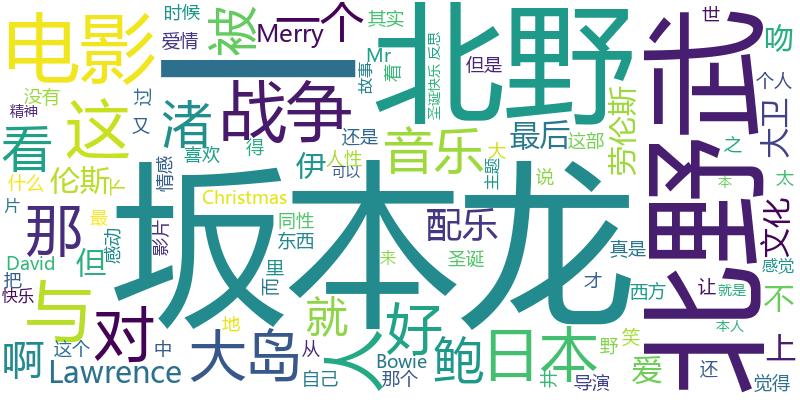 时候
爱情
被
一个
其实
北野
北野武
世
吻
电影
Merry
Mr
着
故事
圣诞快乐
反思
但是
没有
过
战争
精神
又
这
渚
看
还是
音乐
最后
这部
劳伦斯
大卫
个人
之
喜欢
得
伊
人性
大
主题
什么
伦斯
情感
可以
说
本
太
片
Christmas
坂本龙一
那
最
影片
同性
东西
配乐
真是
文化
David
但
感动
里
而
圣诞
来
才
西方
让
就是
感觉
把
快乐
与
对
地
就
好
人
不
本人
啊
这个
中
大岛
从
鲍
日本
野
笑
爱
上
Lawrence
自己
Bowie
那个
井
导演
还
觉得